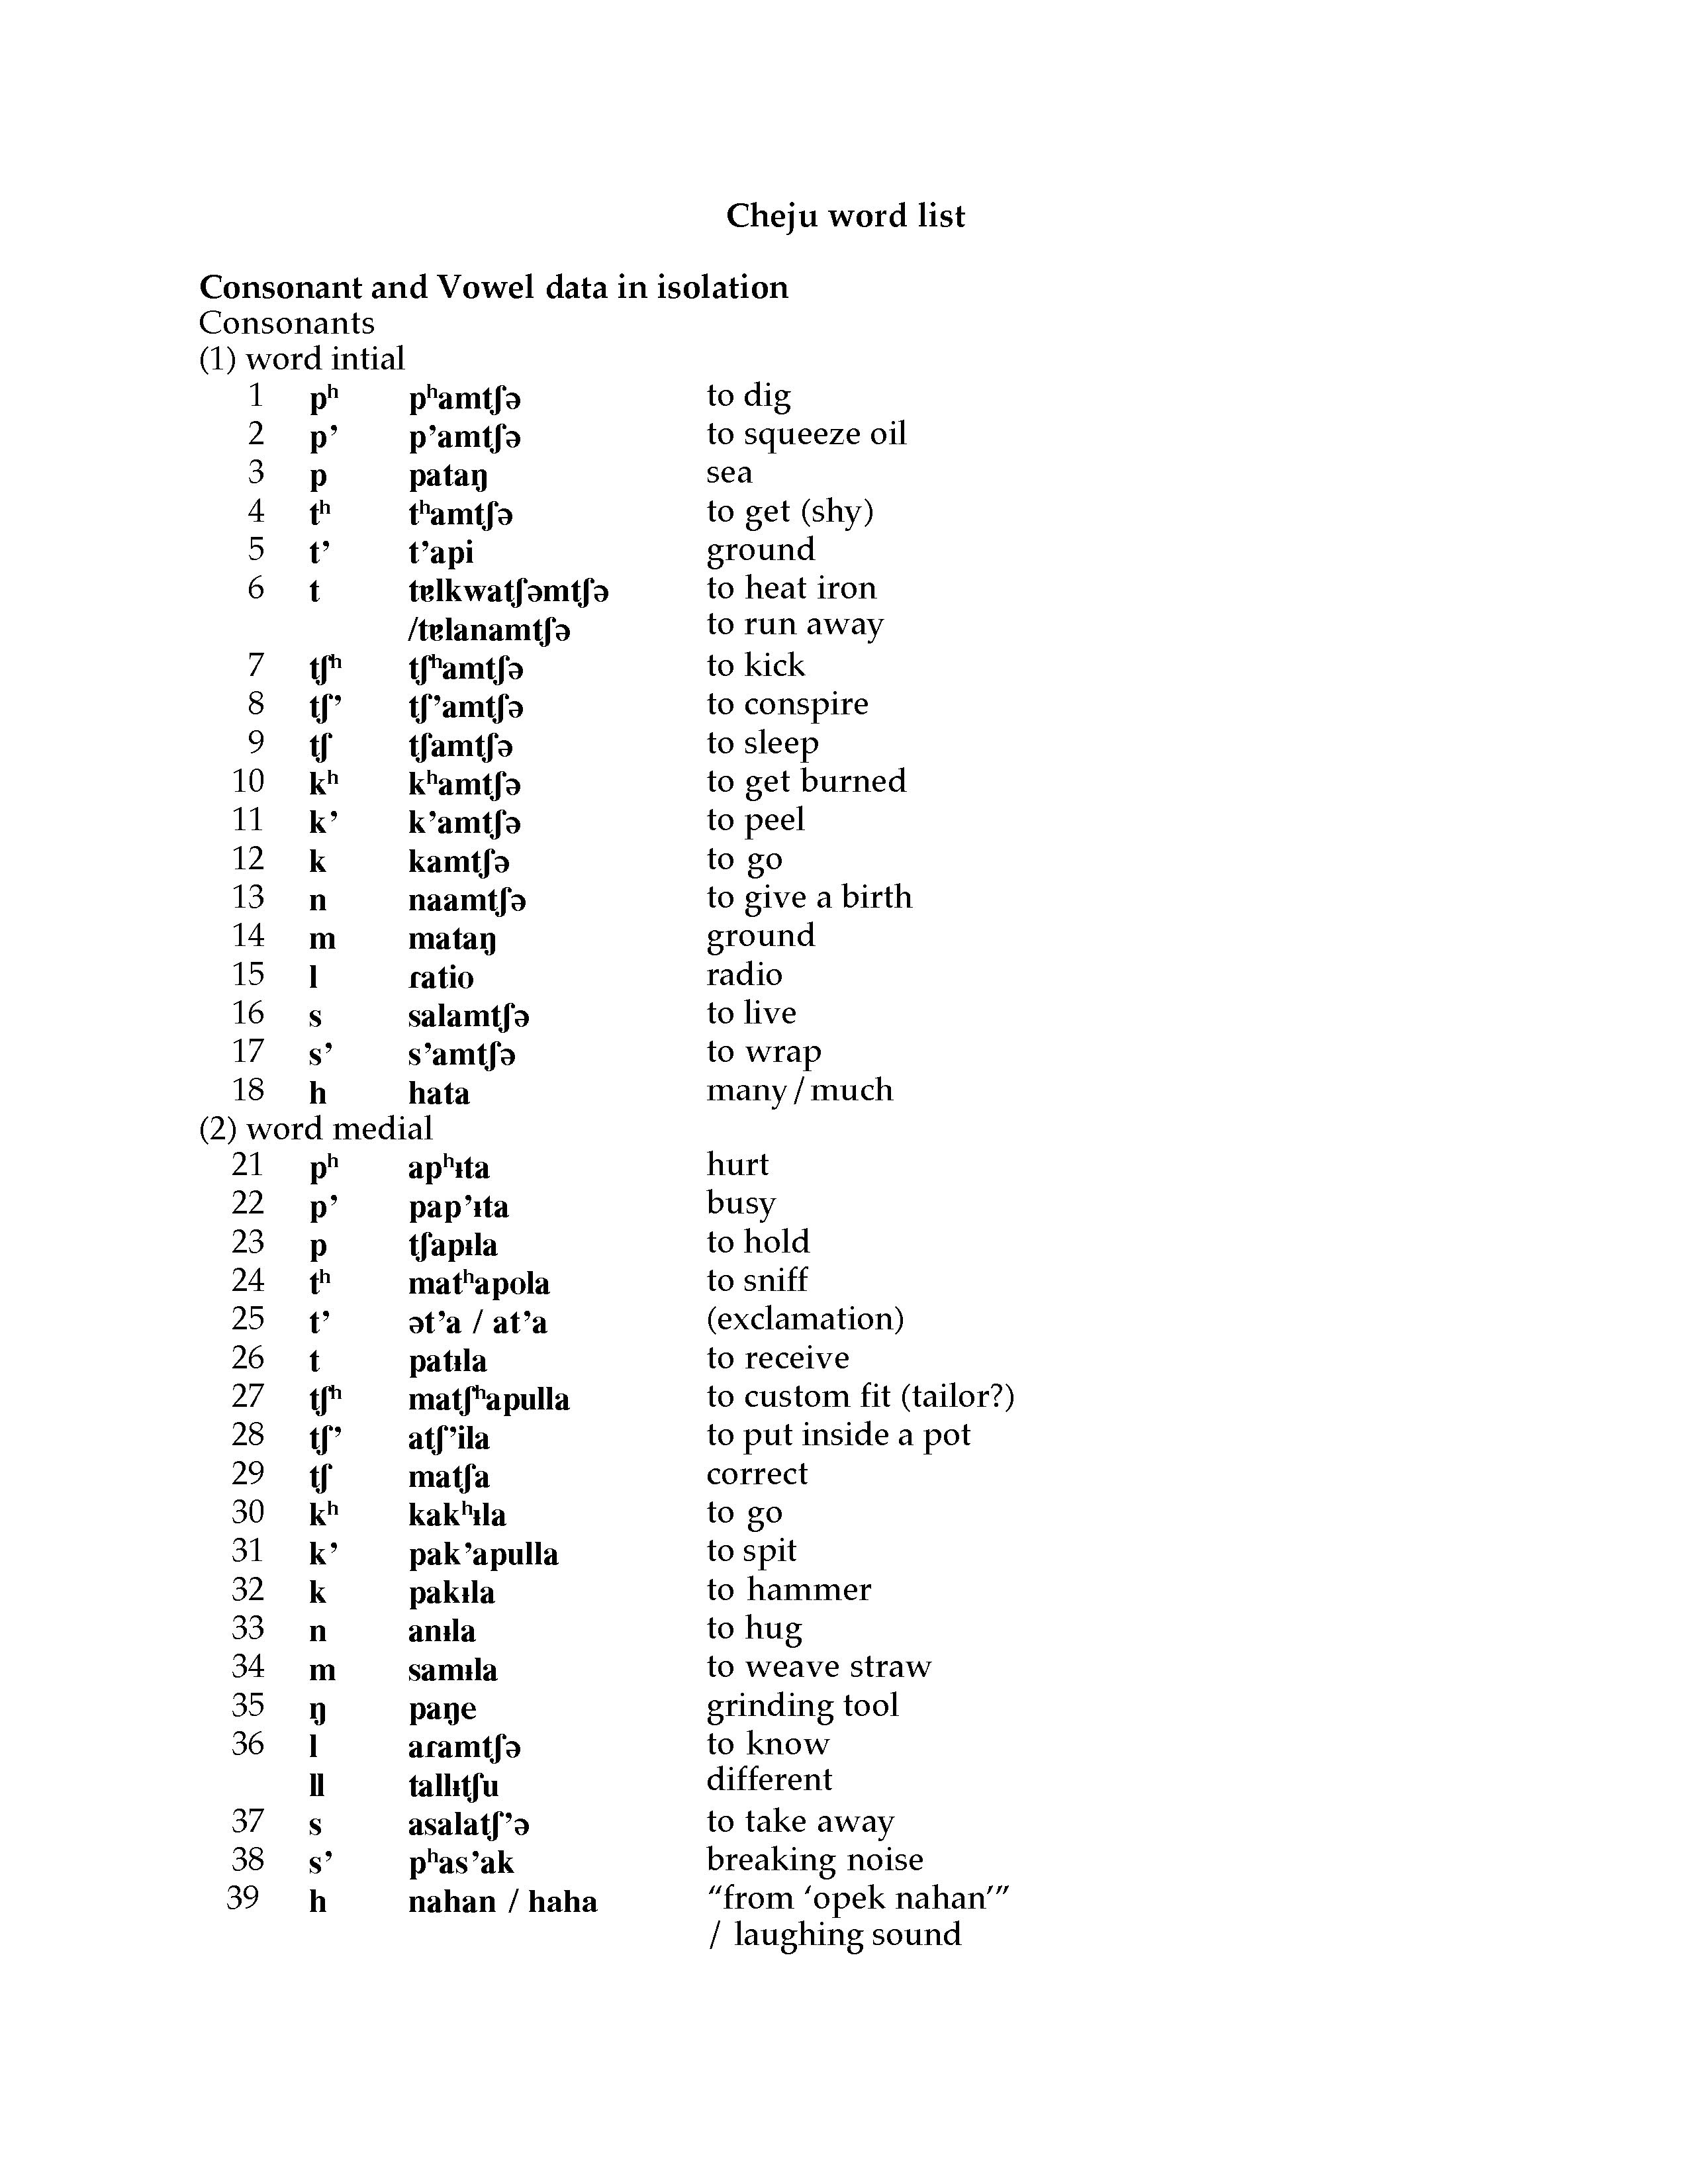 Cheju word list
Consonant and Vowel data in isolation
Consonants
(1) word intial
1 pʰ pʰamtʃə to dig
2 p’ p’amtʃə to squeeze oil
3 p pataŋ sea
4 tʰ tʰamtʃə to get (shy)
5 t’ t’api ground
6 t tɐlkwatʃəmtʃə to heat iron
/tɐlanamtʃə to run away
7 tʃʰ tʃʰamtʃə to kick
8 tʃ’ tʃ’amtʃə to conspire
9 tʃ tʃamtʃə to sleep
10 kʰ kʰamtʃə to get burned
11 k’ k’amtʃə to peel
12 k kamtʃə to go
13 n naamtʃə to give a birth
14 m mataŋ ground
15 l ɾatio radio
16 s salamtʃə to live
17 s’ s’amtʃə to wrap
18 h hata many/much
(2) word medial
21 pʰ apʰɨta hurt
22 p’ pap’ɨta busy
23 p tʃapɨla to hold
24 tʰ matʰapola to sniff
25 t’ ət’a / at’a (exclamation)
26 t patɨla to receive
27 tʃʰ matʃʰapulla to custom fit (tailor?)
28 tʃ’ atʃ’ila to put inside a pot
29 tʃ matʃa correct
30 kʰ kakʰɨla to go
31 k’ pak’apulla to spit
32 k pakɨla to hammer
33 n anɨla to hug
34 m samɨla to weave straw
35 ŋ paŋe grinding tool
36 l aɾamtʃə to know
ll tallɨtʃu different
37 s asalatʃ’ə to take away
38 s’ pʰas’ak breaking noise
39 h nahan / haha “from ‘opek nahan’”
/ laughing sound